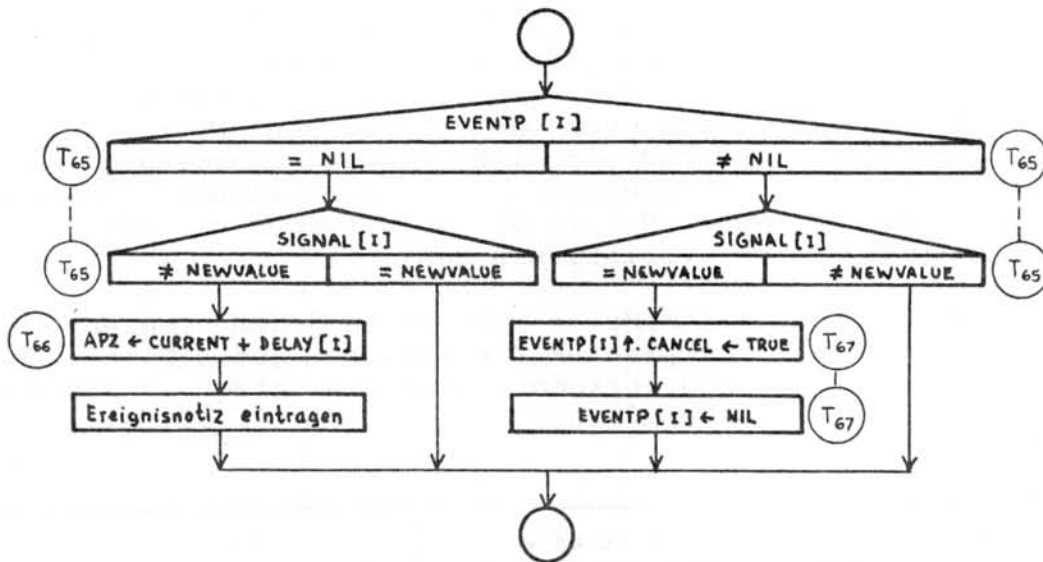 EVENTP [I]
T65 = NIL ≠ NIL T65
SIGNAL [I] SIGNAL [I]
T65 ≠ NEWVALUE = NEWVALUE = NEWVALUE ≠ NEWVALUE T65
T66 APZ ← CURRENT + DELAY [I] EVENTP[I]↑. CANCEL ← TRUE T67
Ereignisnotiz eintragen EVENTP [I] ← NIL T67